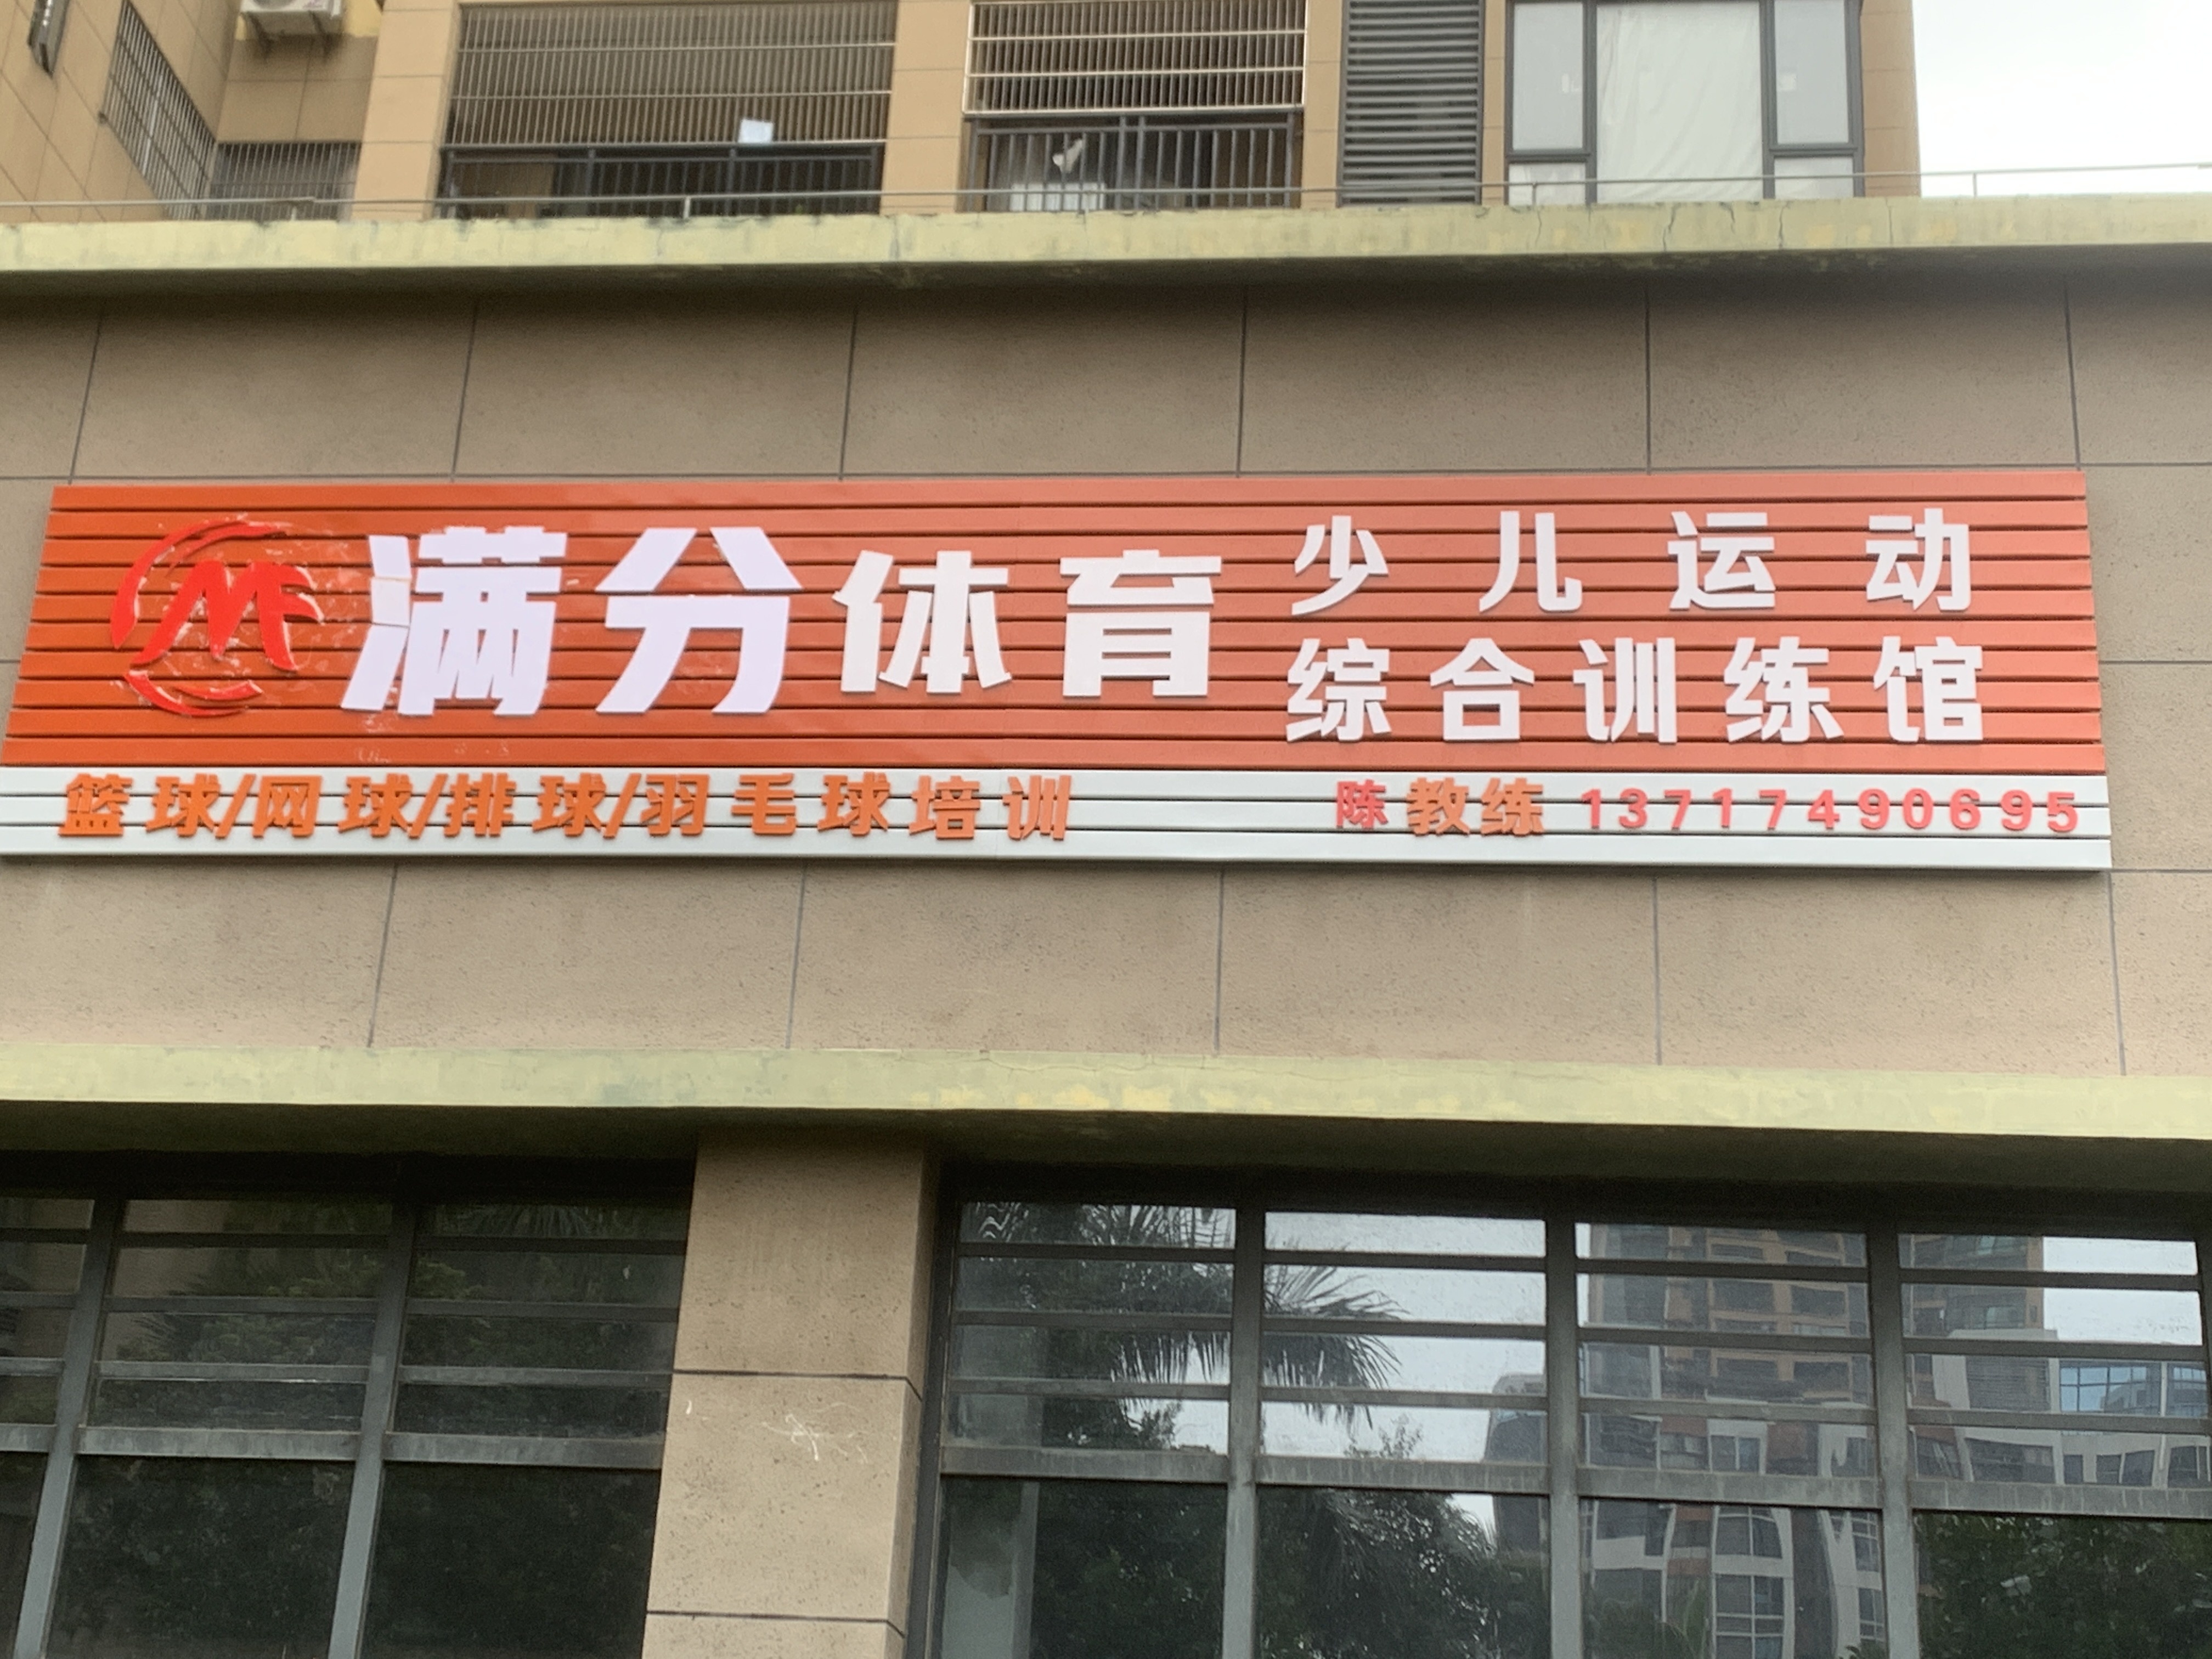 MF 满分体育
少儿运动
综合训练馆
篮球/网球/排球/羽毛球培训 陈教练 13717490695